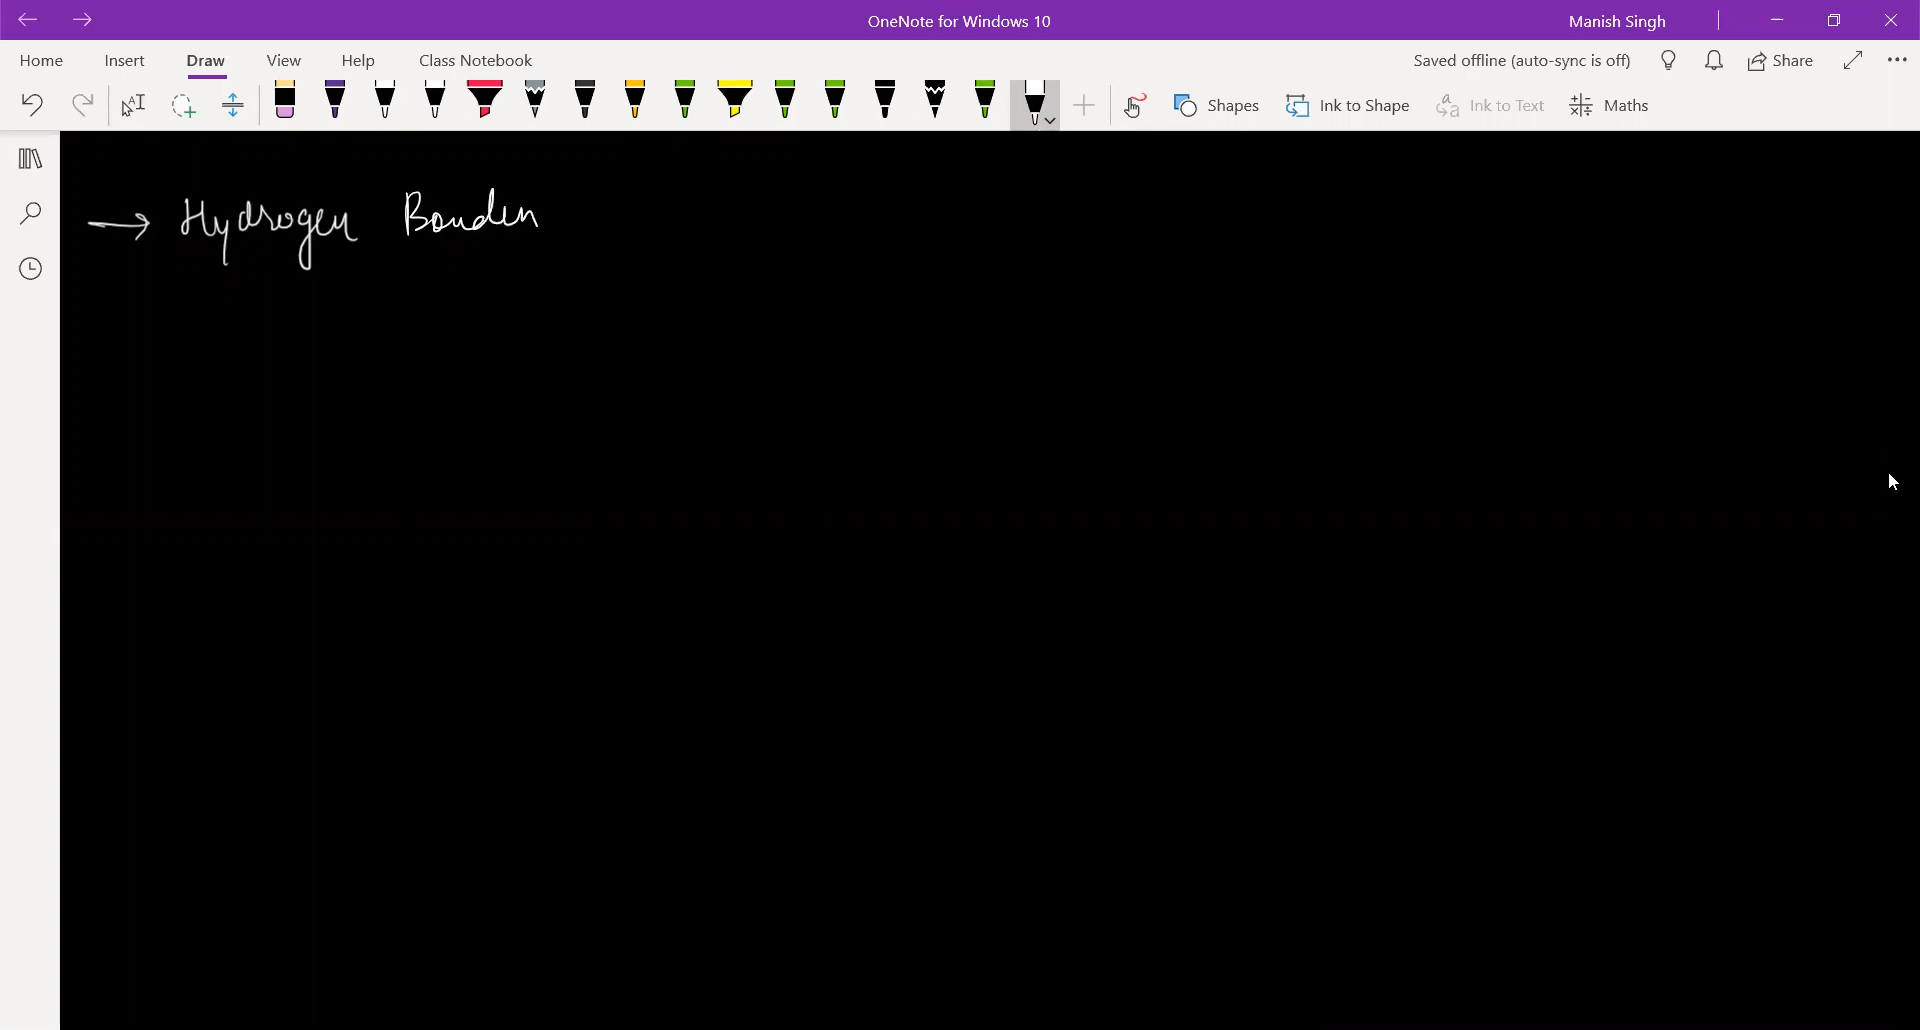 OneNote for Windows 10
Manish Singh
Home Insert Draw View Help Class Notebook
Saved offline (auto-sync is off) Share
Shapes Ink to Shape Ink to Text Maths
→ Hydrogen Bondin